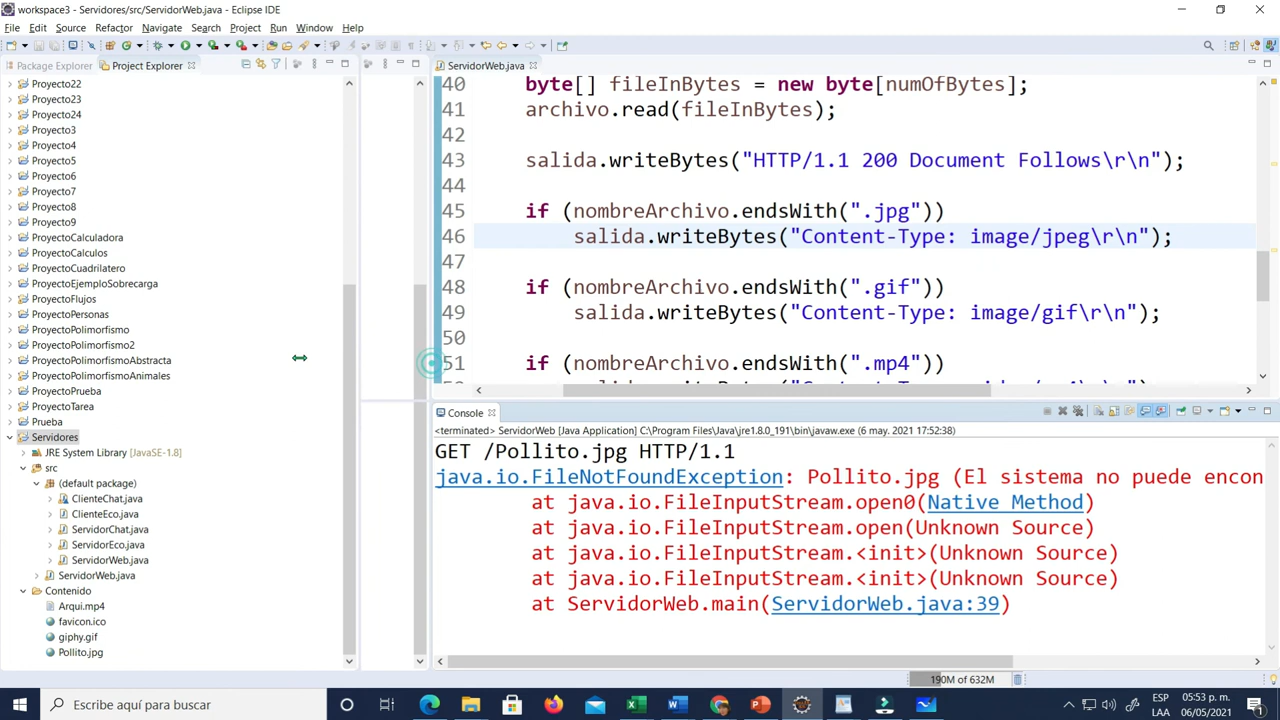 workspace3 - Servidores/src/ServidorWeb.java - Eclipse IDE
File Edit Source Refactor Navigate Search Project Run Window Help
Package Explorer Project Explorer
Proyecto22
Proyecto23
Proyecto24
Proyecto3
Proyecto4
Proyecto5
Proyecto6
Proyecto7
Proyecto8
Proyecto9
ProyectoCalculadora
ProyectoCalculos
ProyectoCuadrilatero
ProyectoEjemploSobrecarga
ProyectoFlujos
ProyectoPersonas
ProyectoPolimorfismo
ProyectoPolimorfismo2
ProyectoPolimorfismoAbstracta
ProyectoPolimorfismoAnimales
ProyectoPrueba
ProyectoTarea
Prueba
Servidores
JRE System Library [JavaSE-1.8]
src
(default package)
ClienteChat.java
ClienteEco.java
ServidorChat.java
ServidorEco.java
ServidorWeb.java
ServidorWeb.java
Contenido
Arqui.mp4
favicon.ico
giphy.gif
Pollito.jpg
ServidorWeb.java
40 byte[] fileInBytes = new byte[numOfBytes];
41 archivo.read(fileInBytes);
42
43 salida.writeBytes("HTTP/1.1 200 Document Follows\r\n");
44
45 if (nombreArchivo.endsWith(".jpg"))
46 salida.writeBytes("Content-Type: image/jpeg\r\n");
47
48 if (nombreArchivo.endsWith(".gif"))
49 salida.writeBytes("Content-Type: image/gif\r\n");
50
51 if (nombreArchivo.endsWith(".mp4"))
Console
<terminated> ServidorWeb [Java Application] C:\Program Files\Java\jre1.8.0_191\bin\javaw.exe (6 may. 2021 17:52:38)
GET /Pollito.jpg HTTP/1.1
java.io.FileNotFoundException: Pollito.jpg (El sistema no puede encon
at java.io.FileInputStream.open0(Native Method)
at java.io.FileInputStream.open(Unknown Source)
at java.io.FileInputStream.<init>(Unknown Source)
at java.io.FileInputStream.<init>(Unknown Source)
at ServidorWeb.main(ServidorWeb.java:39)
190M of 632M
Escribe aquí para buscar
ESP
LAA
05:53 p. m.
06/05/2021
1